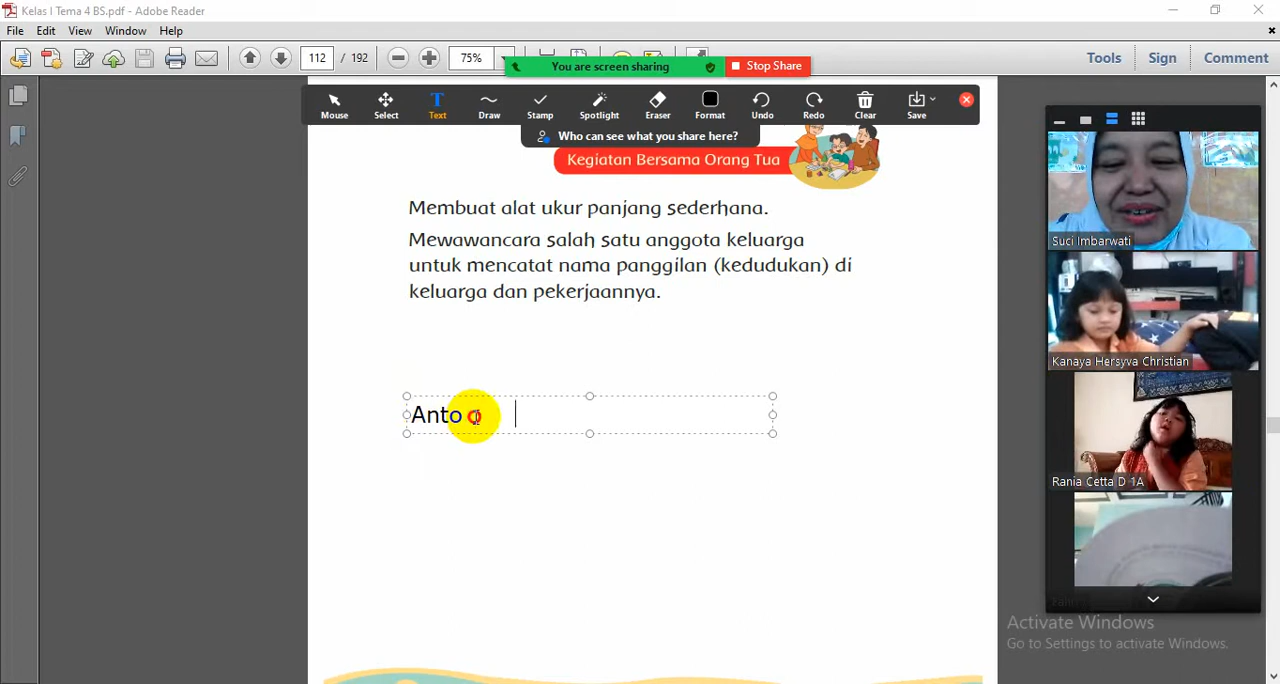 Kelas I Tema 4 BS.pdf - Adobe Reader
File Edit View Window Help
112 / 192 75% Tools Sign Comment
You are screen sharing Stop Share
Mouse Select Text Draw Stamp Spotlight Eraser Format Undo Redo Clear Save
Who can see what you share here?
Kegiatan Bersama Orang Tua
Membuat alat ukur panjang sederhana.
Mewawancara salah satu anggota keluarga
untuk mencatat nama panggilan (kedudukan) di
keluarga dan pekerjaannya.
Anto
Suci Imbarwati
Kanaya Hersyva Christian
Rania Cetta D 1A
Activate Windows
Go to Settings to activate Windows.